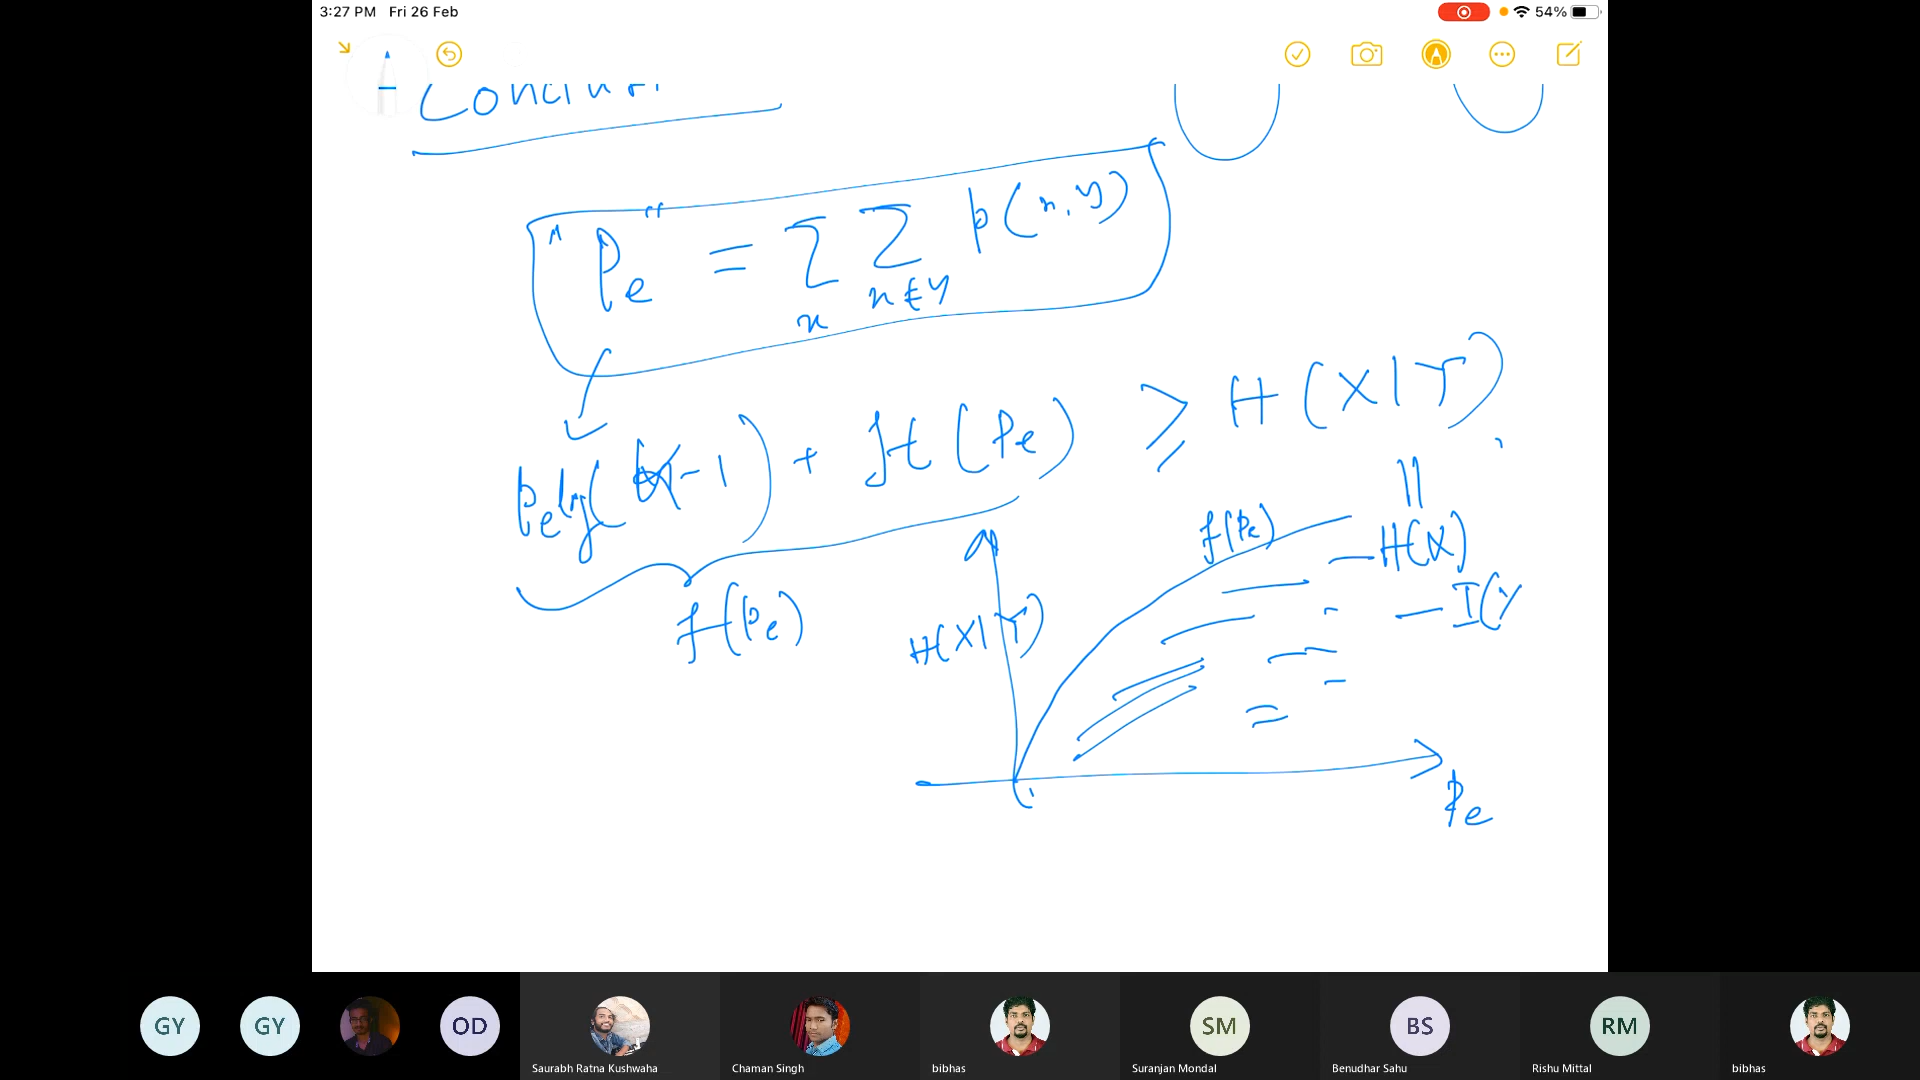 3:27 PM Fri 26 Feb
54%
"Pe" = ∑ ∑ p(x,y)
x x∉y
Pe lg( -1) + H(Pe) ≥ H(X|Y)
f(Pe)
f(Pe)
H(X|Y)
= H(X)
- I(
Pe
GY
GY
OD
SM
BS
RM
Saurabh Ratna Kushwaha
Chaman Singh
bibhas
Suranjan Mondal
Benudhar Sahu
Rishu Mittal
bibhas